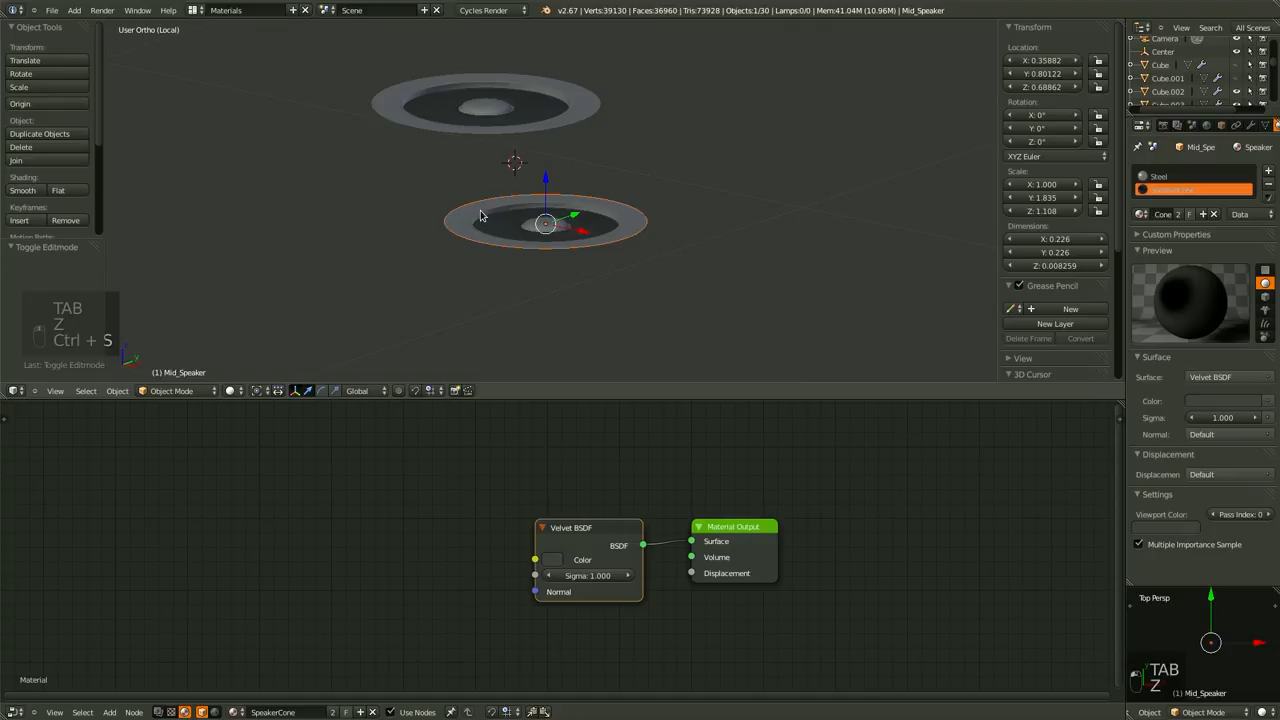 File Add Render Window Help Materials Scene Cycles Render v2.67 | Verts:39130 | Faces:36960 | Tris:73928 | Objects:1/30 | Lamps:0/0 | Mem:41.04M (10.96M) | Mid_Speaker
Object Tools
Transform:
Translate
Rotate
Scale
Origin
Object:
Duplicate Objects
Delete
Join
Shading:
Smooth Flat
Keyframes:
Insert Remove
Toggle Editmode
TAB
Z
Ctrl + S
Last: Toggle Editmode
User Ortho (Local)
(1) Mid_Speaker
View Select Object Object Mode Global
Transform
Location:
X: 0.35882
Y: 0.80122
Z: 0.68862
Rotation:
X: 0°
Y: 0°
Z: 0°
XYZ Euler
Scale:
X: 1.000
Y: 1.835
Z: 1.108
Dimensions:
X: 0.226
Y: 0.226
Z: 0.008259
Grease Pencil
New
New Layer
Delete Frame Convert
View
3D Cursor
View Search All Scenes
Camera
Center
Cube
Cube.001
Cube.002
Mid_Spe Speaker
Steel
Cone 2 F Data
Custom Properties
Preview
Surface
Surface: Velvet BSDF
Color:
Sigma: 1.000
Normal: Default
Displacement
Displacemen Default
Settings
Viewport Color: Pass Index: 0
Multiple Importance Sample
Top Persp
TAB
Z
(1) Mid_Speaker
Object Mode
Velvet BSDF
BSDF
Color
Sigma: 1.000
Normal
Material Output
Surface
Volume
Displacement
Material
View Select Add Node SpeakerCone 2 F Use Nodes